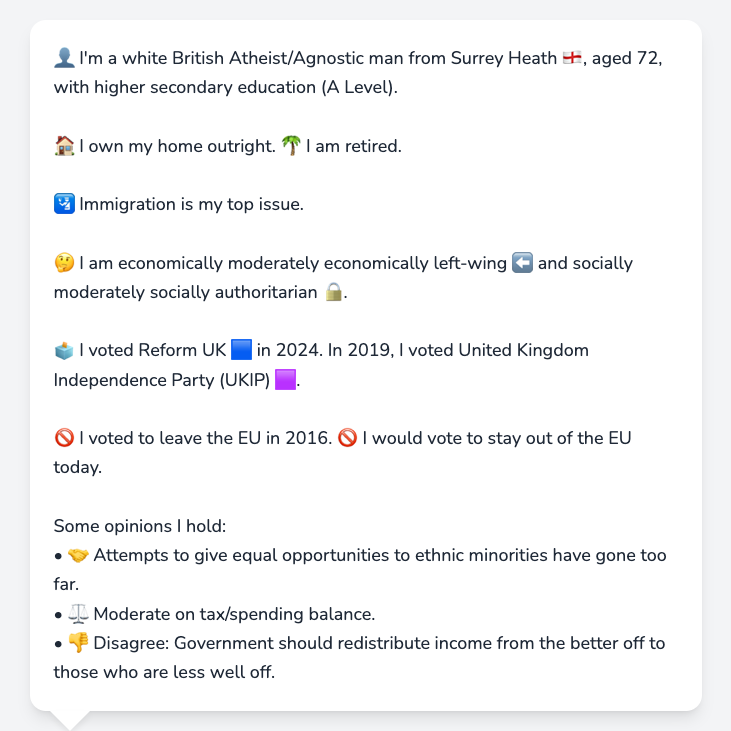 👤 I'm a white British Atheist/Agnostic man from Surrey Heath 🏴󠁧󠁢󠁥󠁮󠁧󠁿, aged 72,
with higher secondary education (A Level).
🏠 I own my home outright. 🌴 I am retired.
🛂 Immigration is my top issue.
🤔 I am economically moderately economically left-wing ⬅️ and socially
moderately socially authoritarian 🔒.
🗳️ I voted Reform UK 🟦 in 2024. In 2019, I voted United Kingdom
Independence Party (UKIP) 🟪.
🚫 I voted to leave the EU in 2016. 🚫 I would vote to stay out of the EU
today.
Some opinions I hold:
• 🤝 Attempts to give equal opportunities to ethnic minorities have gone too
far.
• ⚖️ Moderate on tax/spending balance.
• 👎 Disagree: Government should redistribute income from the better off to
those who are less well off.